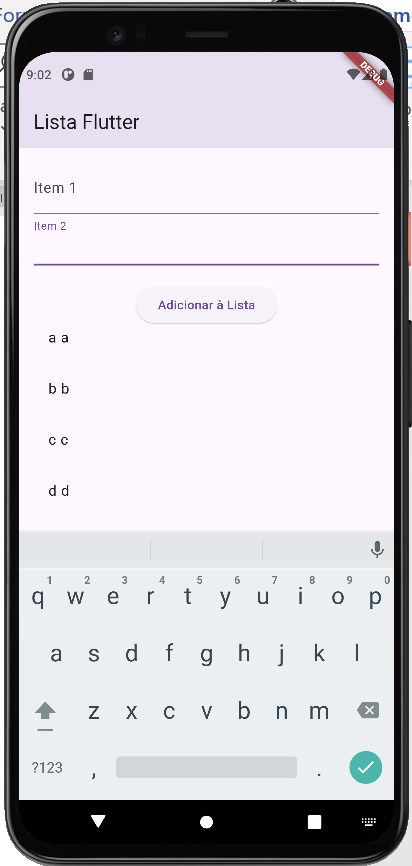 9:02
DEBUG
Lista Flutter
Item 1
Item 2
Adicionar à Lista
a a
b b
c c
d d
1 2 3 4 5 6 7 8 9 0
q w e r t y u i o p
a s d f g h j k l
z x c v b n m
?123 , .